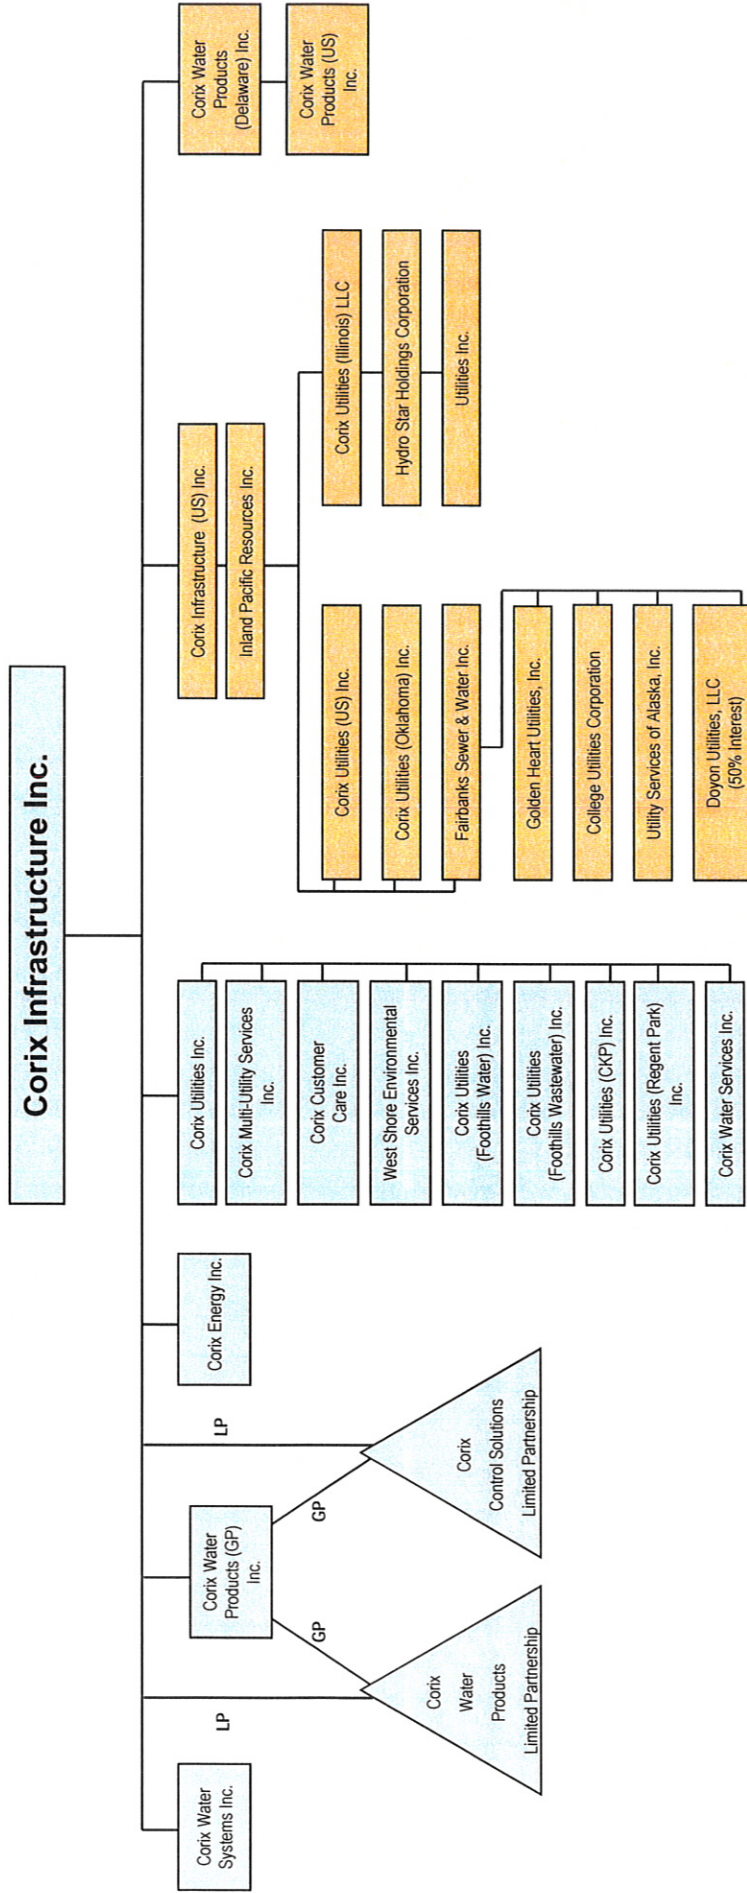 Corix Infrastructure Inc.
Corix Water
Systems Inc.
LP
Corix Water
Products (GP)
Inc.
GP
GP
Corix
Water
Products
Limited Partnership
LP
Corix
Control Solutions
Limited Partnership
Corix Energy Inc.
Corix Utilities Inc.
Corix Multi-Utility Services
Inc.
Corix Customer
Care Inc.
West Shore Environmental
Services Inc.
Corix Utilities
(Foothills Water) Inc.
Corix Utilities
(Foothills Wastewater) Inc.
Corix Utilities (CKP) Inc.
Corix Utilities (Regent Park)
Inc.
Corix Water Services Inc.
Corix Infrastructure (US) Inc.
Inland Pacific Resources Inc.
Corix Utilities (US) Inc.
Corix Utilities (Oklahoma) Inc.
Fairbanks Sewer & Water Inc.
Golden Heart Utilities, Inc.
College Utilities Corporation
Utility Services of Alaska, Inc.
Doyon Utilities, LLC
(50% Interest)
Corix Utilities (Illinois) LLC
Hydro Star Holdings Corporation
Utilities Inc.
Corix Water
Products
(Delaware) Inc.
Corix Water
Products (US)
Inc.